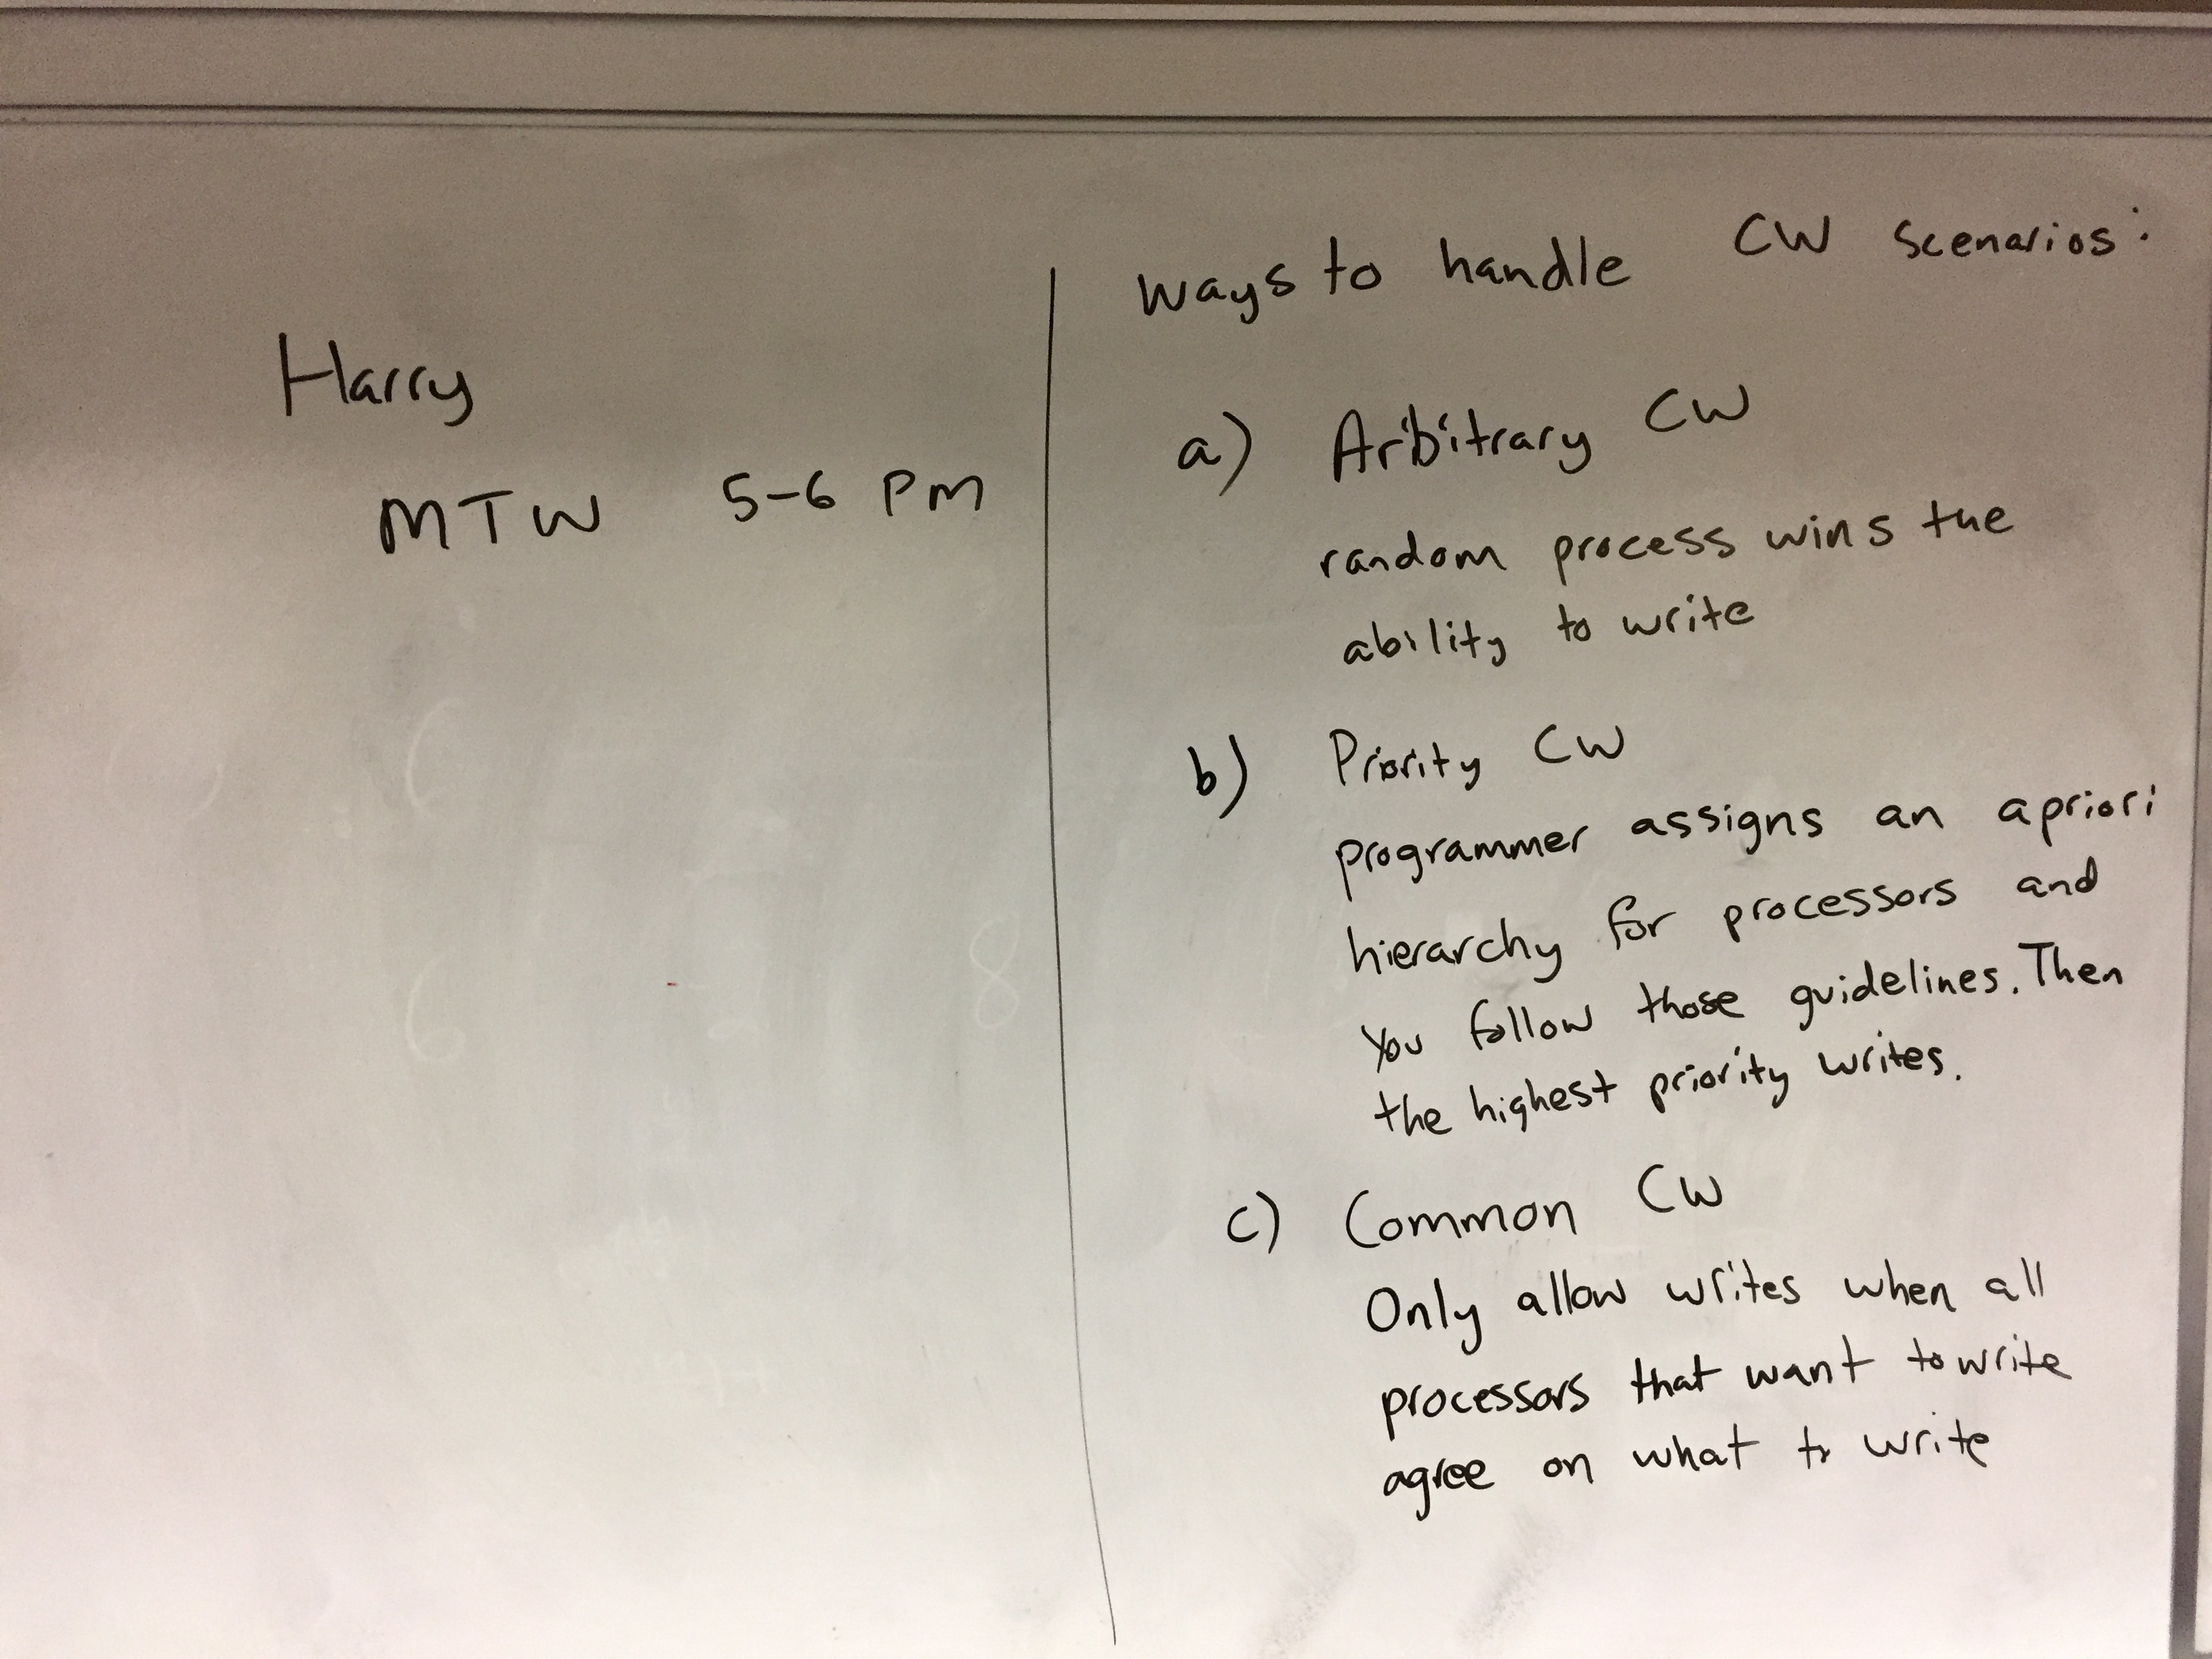 Harry
MTW 5-6 PM
ways to handle CW scenarios:
a) Arbitrary CW
random process wins the
ability to write
b) Priority CW
programmer assigns an apriori
hierarchy for processors and
you follow those guidelines. Then
the highest priority writes.
c) Common CW
Only allow writes when all
processors that want to write
agree on what to write